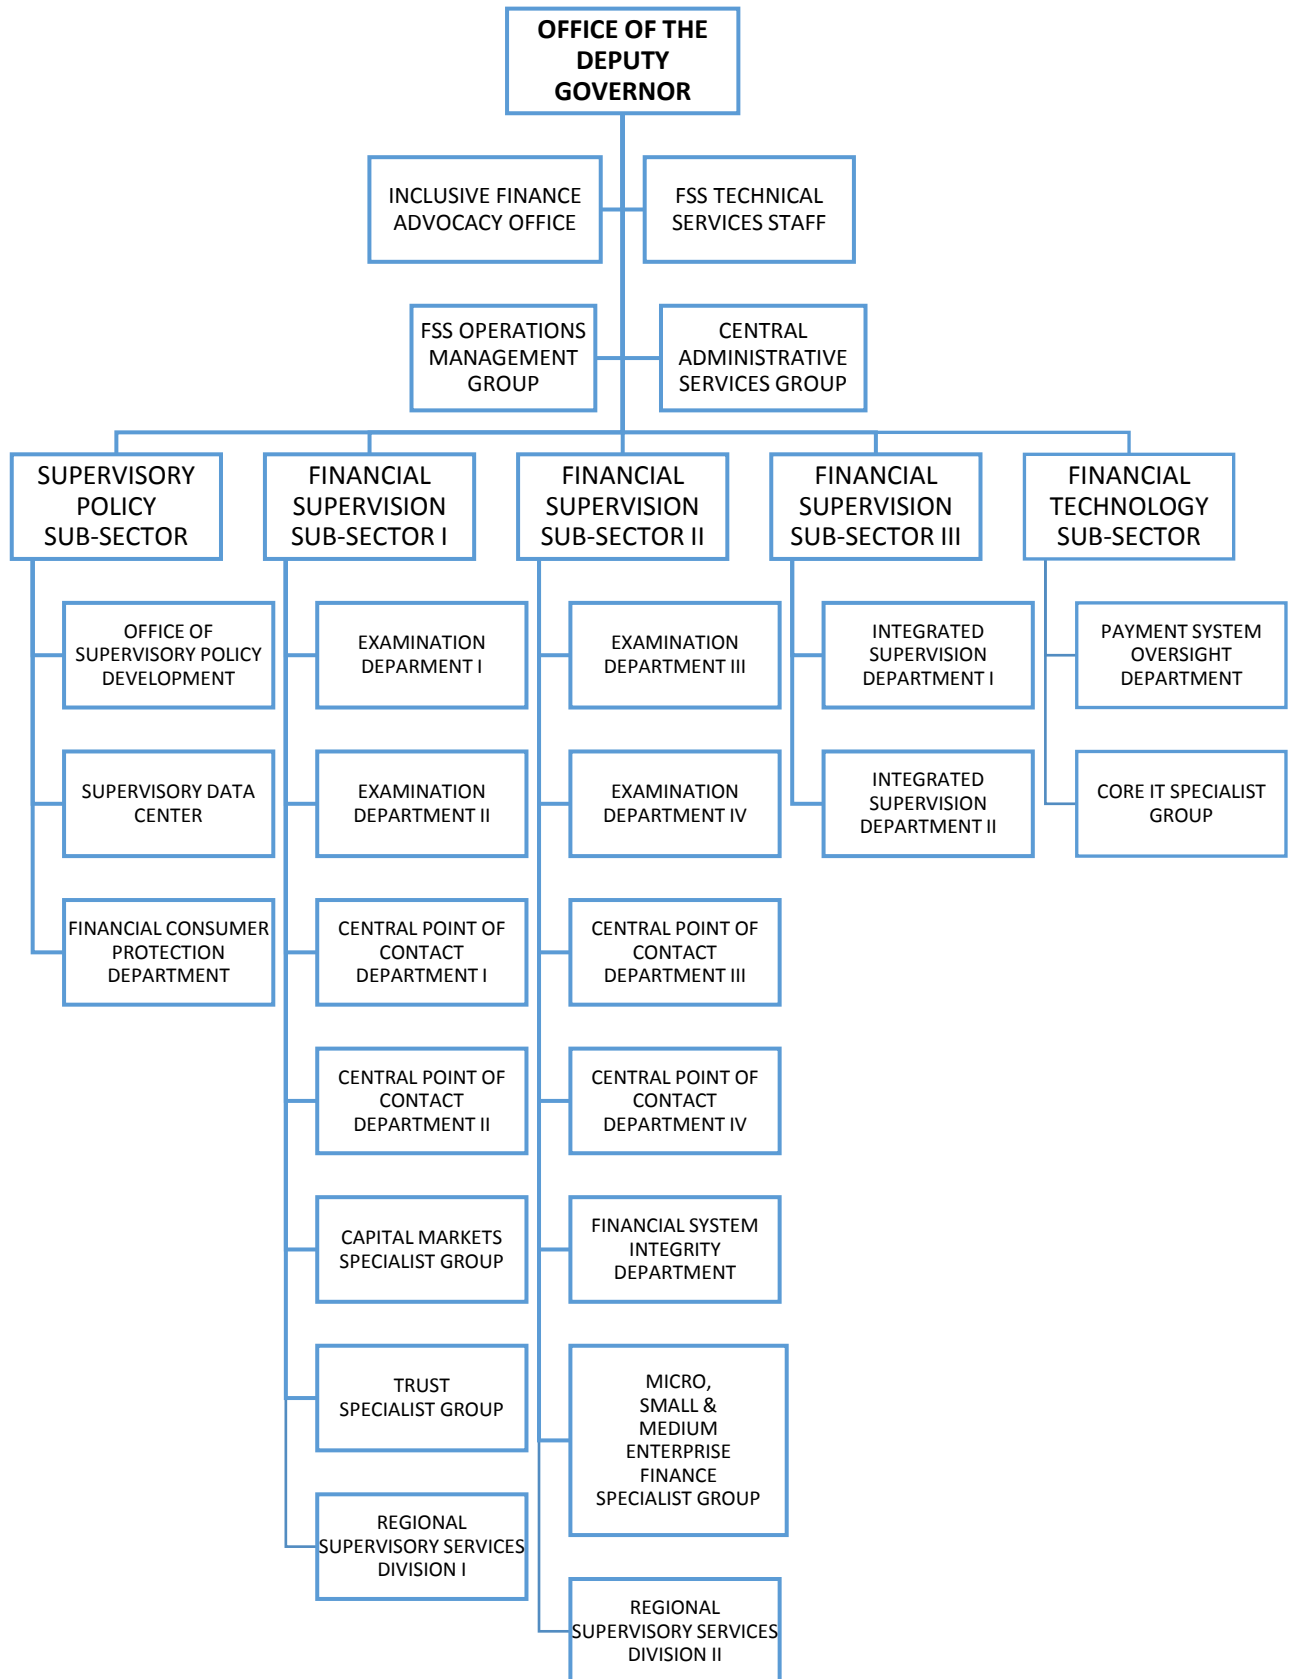 OFFICE OF THE
DEPUTY
GOVERNOR
INCLUSIVE FINANCE
ADVOCACY OFFICE
FSS TECHNICAL
SERVICES STAFF
FSS OPERATIONS
MANAGEMENT
GROUP
CENTRAL
ADMINISTRATIVE
SERVICES GROUP
SUPERVISORY
POLICY
SUB-SECTOR
FINANCIAL
SUPERVISION
SUB-SECTOR I
FINANCIAL
SUPERVISION
SUB-SECTOR II
FINANCIAL
SUPERVISION
SUB-SECTOR III
FINANCIAL
TECHNOLOGY
SUB-SECTOR
OFFICE OF
SUPERVISORY POLICY
DEVELOPMENT
SUPERVISORY DATA
CENTER
FINANCIAL CONSUMER
PROTECTION
DEPARTMENT
EXAMINATION
DEPARMENT I
EXAMINATION
DEPARTMENT II
CENTRAL POINT OF
CONTACT
DEPARTMENT I
CENTRAL POINT OF
CONTACT
DEPARTMENT II
CAPITAL MARKETS
SPECIALIST GROUP
TRUST
SPECIALIST GROUP
REGIONAL
SUPERVISORY SERVICES
DIVISION I
EXAMINATION
DEPARTMENT III
EXAMINATION
DEPARTMENT IV
CENTRAL POINT OF
CONTACT
DEPARTMENT III
CENTRAL POINT OF
CONTACT
DEPARTMENT IV
FINANCIAL SYSTEM
INTEGRITY
DEPARTMENT
MICRO,
SMALL &
MEDIUM
ENTERPRISE
FINANCE
SPECIALIST GROUP
REGIONAL
SUPERVISORY SERVICES
DIVISION II
INTEGRATED
SUPERVISION
DEPARTMENT I
INTEGRATED
SUPERVISION
DEPARTMENT II
PAYMENT SYSTEM
OVERSIGHT
DEPARTMENT
CORE IT SPECIALIST
GROUP